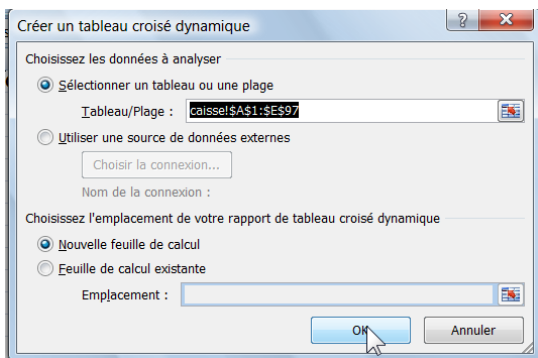 Créer un tableau croisé dynamique
Choisissez les données à analyser
Sélectionner un tableau ou une plage
Tableau/Plage : caisse!$A$1:$E$97
Utiliser une source de données externes
Choisir la connexion...
Nom de la connexion :
Choisissez l'emplacement de votre rapport de tableau croisé dynamique
Nouvelle feuille de calcul
Feuille de calcul existante
Emplacement :
OK Annuler